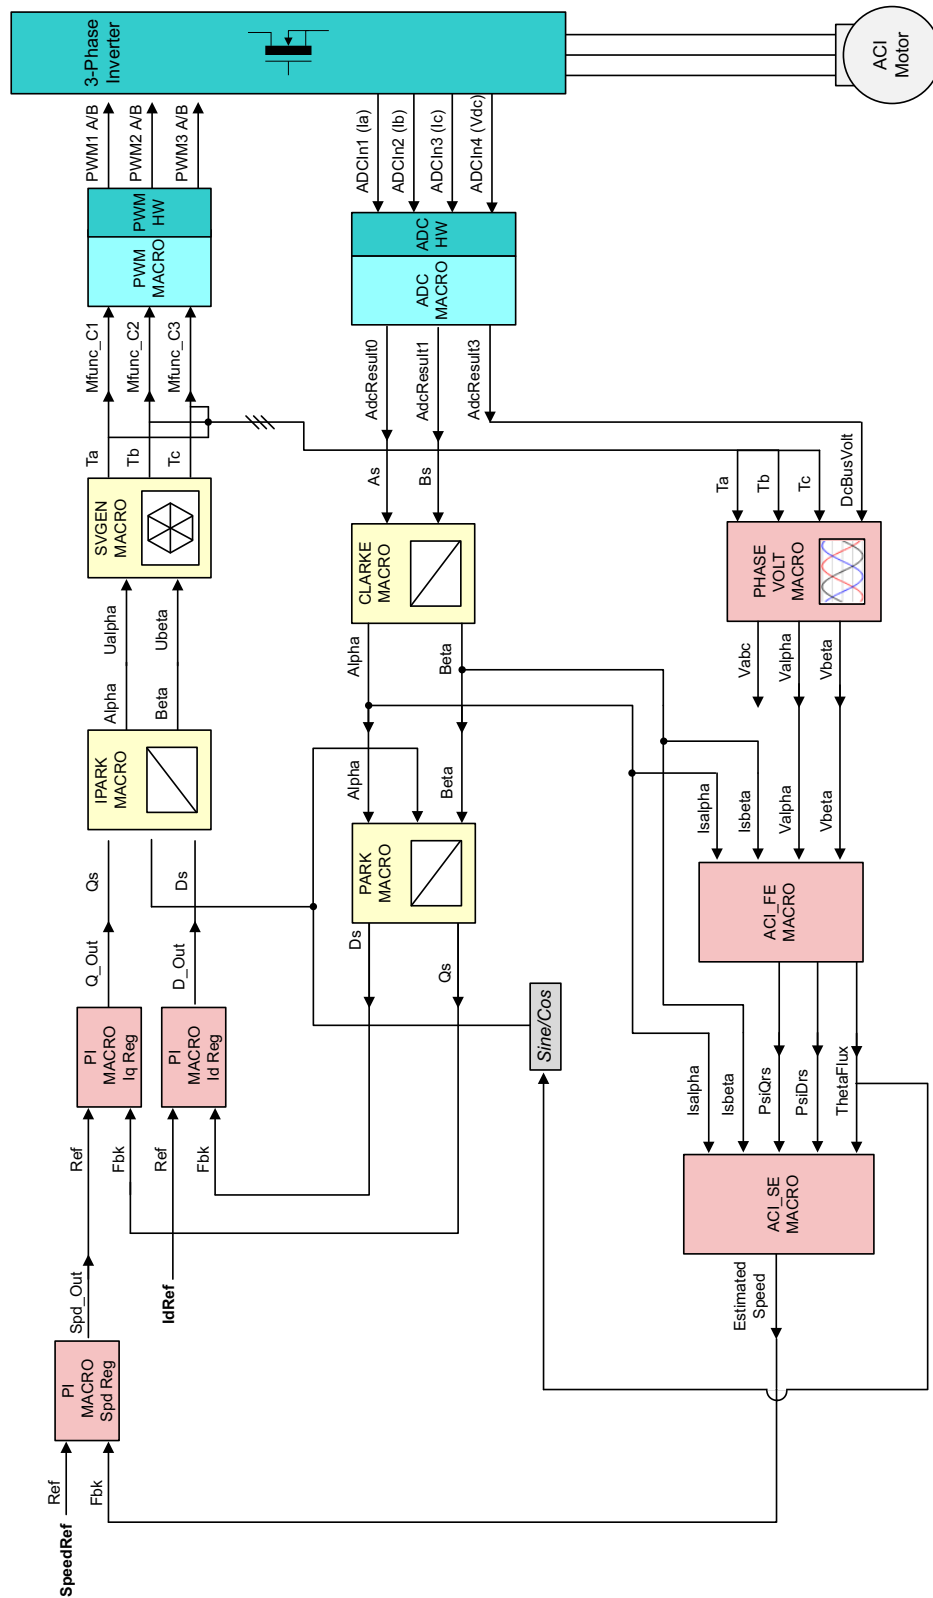 SpeedRef
Ref
Fbk
PI
MACRO
Spd Reg
Spd_Out
Ref
Fbk
PI
MACRO
Iq Reg
Q_Out
Qs
IdRef
Ref
Fbk
PI
MACRO
Id Reg
D_Out
Ds
IPARK
MACRO
Alpha
Beta
Ualpha
Ubeta
SVGEN
MACRO
Ta
Tb
Tc
Mfunc_C1
Mfunc_C2
Mfunc_C3
PWM
MACRO
PWM
HW
PWM1 A/B
PWM2 A/B
PWM3 A/B
3-Phase
Inverter
Sine/Cos
Ds
Qs
PARK
MACRO
Alpha
Beta
Alpha
Beta
CLARKE
MACRO
As
Bs
AdcResult0
AdcResult1
AdcResult3
ADC
MACRO
ADC
HW
ADCIn1 (Ia)
ADCIn2 (Ib)
ADCIn3 (Ic)
ADCIn4 (Vdc)
Estimated
Speed
ACI_SE
MACRO
Isalpha
Isbeta
PsiQrs
PsiDrs
ThetaFlux
ACI_FE
MACRO
Isalpha
Isbeta
Valpha
Vbeta
Vabc
Valpha
Vbeta
PHASE
VOLT
MACRO
Ta
Tb
Tc
DcBusVolt
ACI
Motor